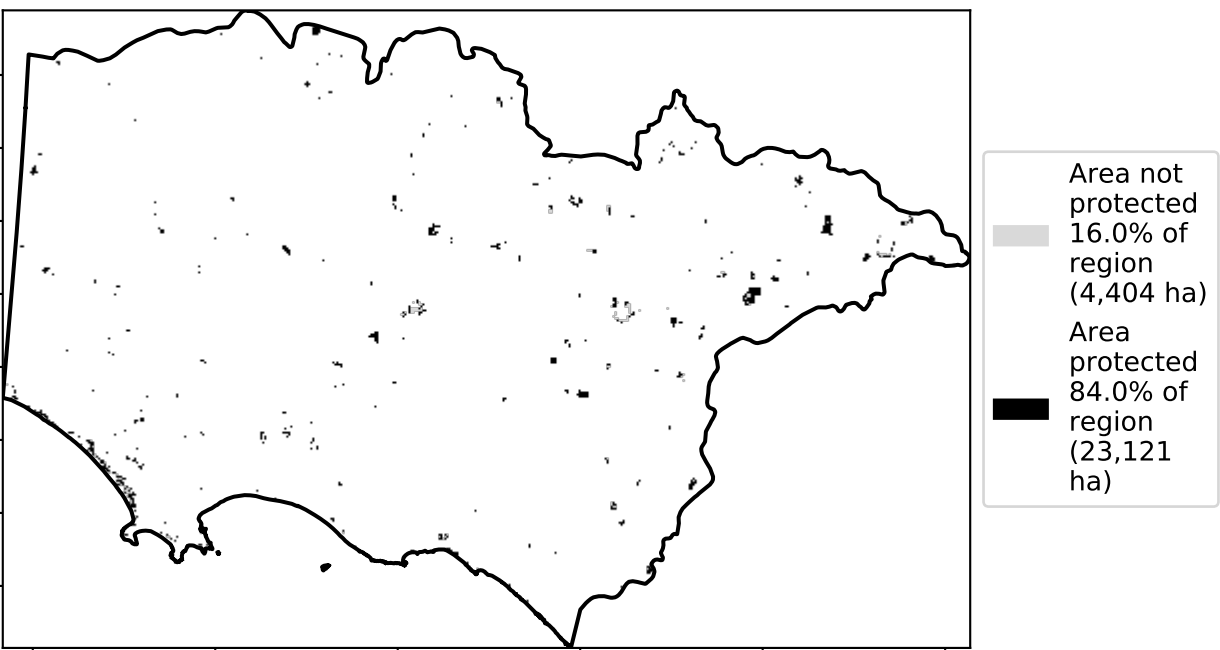 Area not
protected
16.0% of
region
(4,404 ha)
Area
protected
84.0% of
region
(23,121
ha)